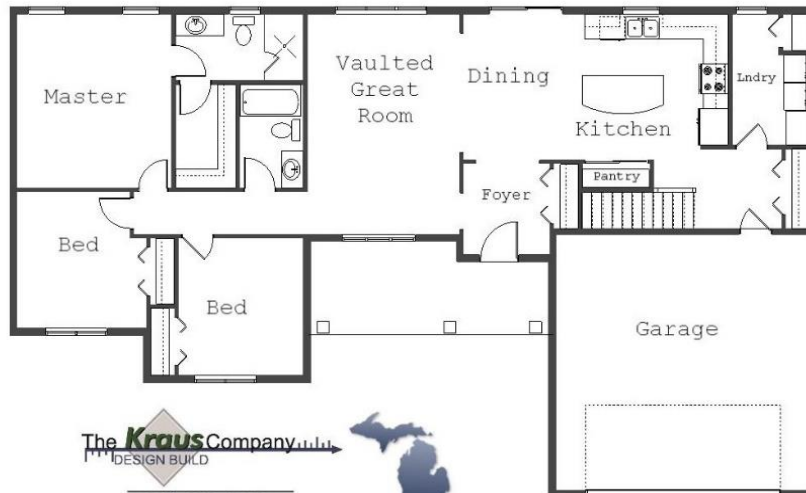 Master
Vaulted
Great
Room
Dining
Kitchen
Lndry
Pantry
Foyer
Bed
Bed
Garage
The Kraus Company
DESIGN BUILD